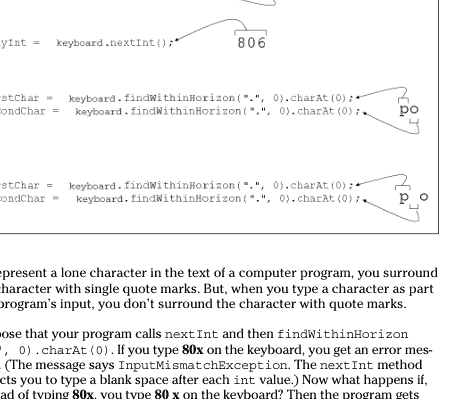 yInt = keyboard.nextInt();
806
stChar = keyboard.findWithinHorizon(".", 0).charAt(0);
ondChar = keyboard.findWithinHorizon(".", 0).charAt(0);
po
stChar = keyboard.findWithinHorizon(".", 0).charAt(0);
ondChar = keyboard.findWithinHorizon(".", 0).charAt(0);
p o
epresent a lone character in the text of a computer program, you surround
haracter with single quote marks. But, when you type a character as part
program's input, you don't surround the character with quote marks.
ose that your program calls nextInt and then findWithinHorizon
", 0).charAt(0). If you type 80x on the keyboard, you get an error mes-
(The message says InputMismatchException. The nextInt method
cts you to type a blank space after each int value.) Now what happens if,
ad of typing 80x, you type 80 x on the keyboard? Then the program gets